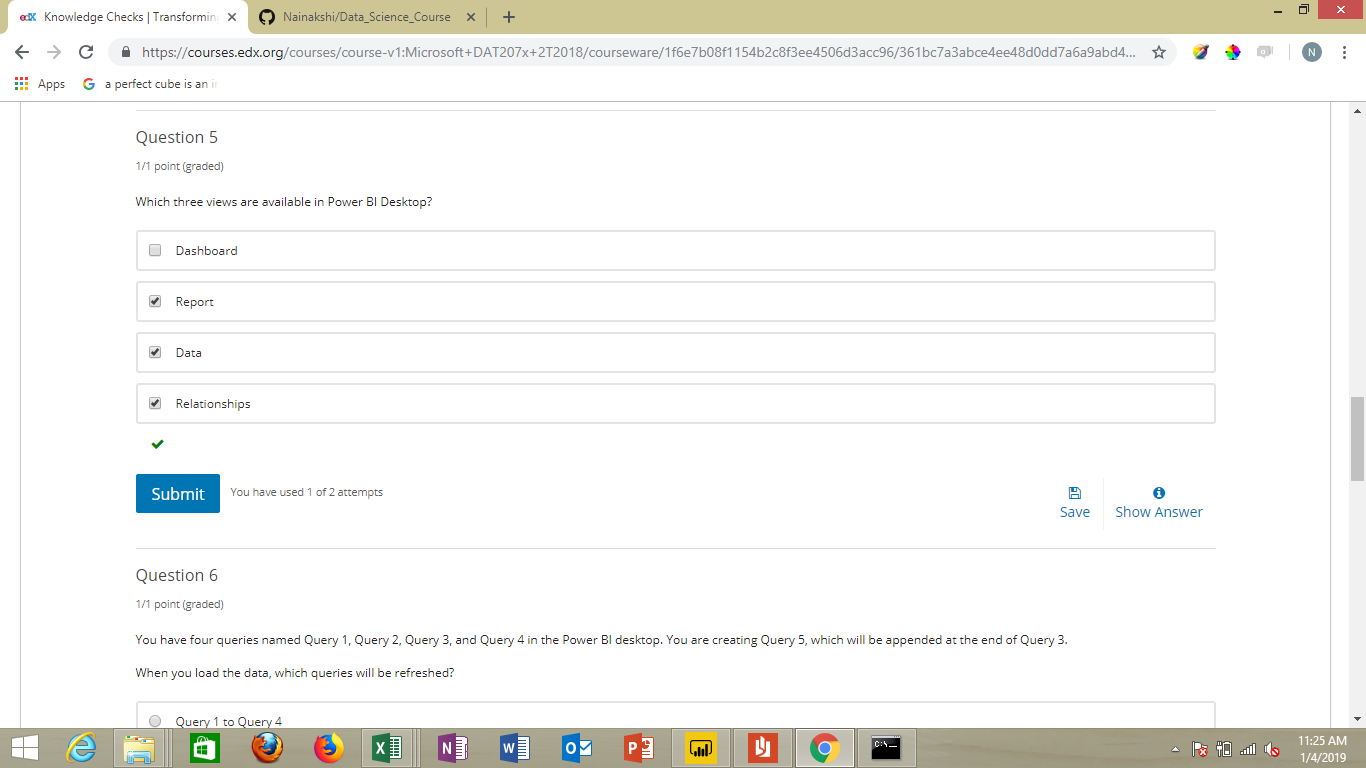 edX Knowledge Checks | Transformin
Nainakshi/Data_Science_Course
https://courses.edx.org/courses/course-v1:Microsoft+DAT207x+2T2018/courseware/1f6e7b08f1154b2c8f3ee4506d3acc96/361bc7a3abce4ee48d0dd7a6a9abd4...
N
Apps
G a perfect cube is an i
Question 5
1/1 point (graded)
Which three views are available in Power BI Desktop?
Dashboard
Report
Data
Relationships
Submit
You have used 1 of 2 attempts
Save
Show Answer
Question 6
1/1 point (graded)
You have four queries named Query 1, Query 2, Query 3, and Query 4 in the Power BI desktop. You are creating Query 5, which will be appended at the end of Query 3.
When you load the data, which queries will be refreshed?
Query 1 to Query 4
11:25 AM
1/4/2019